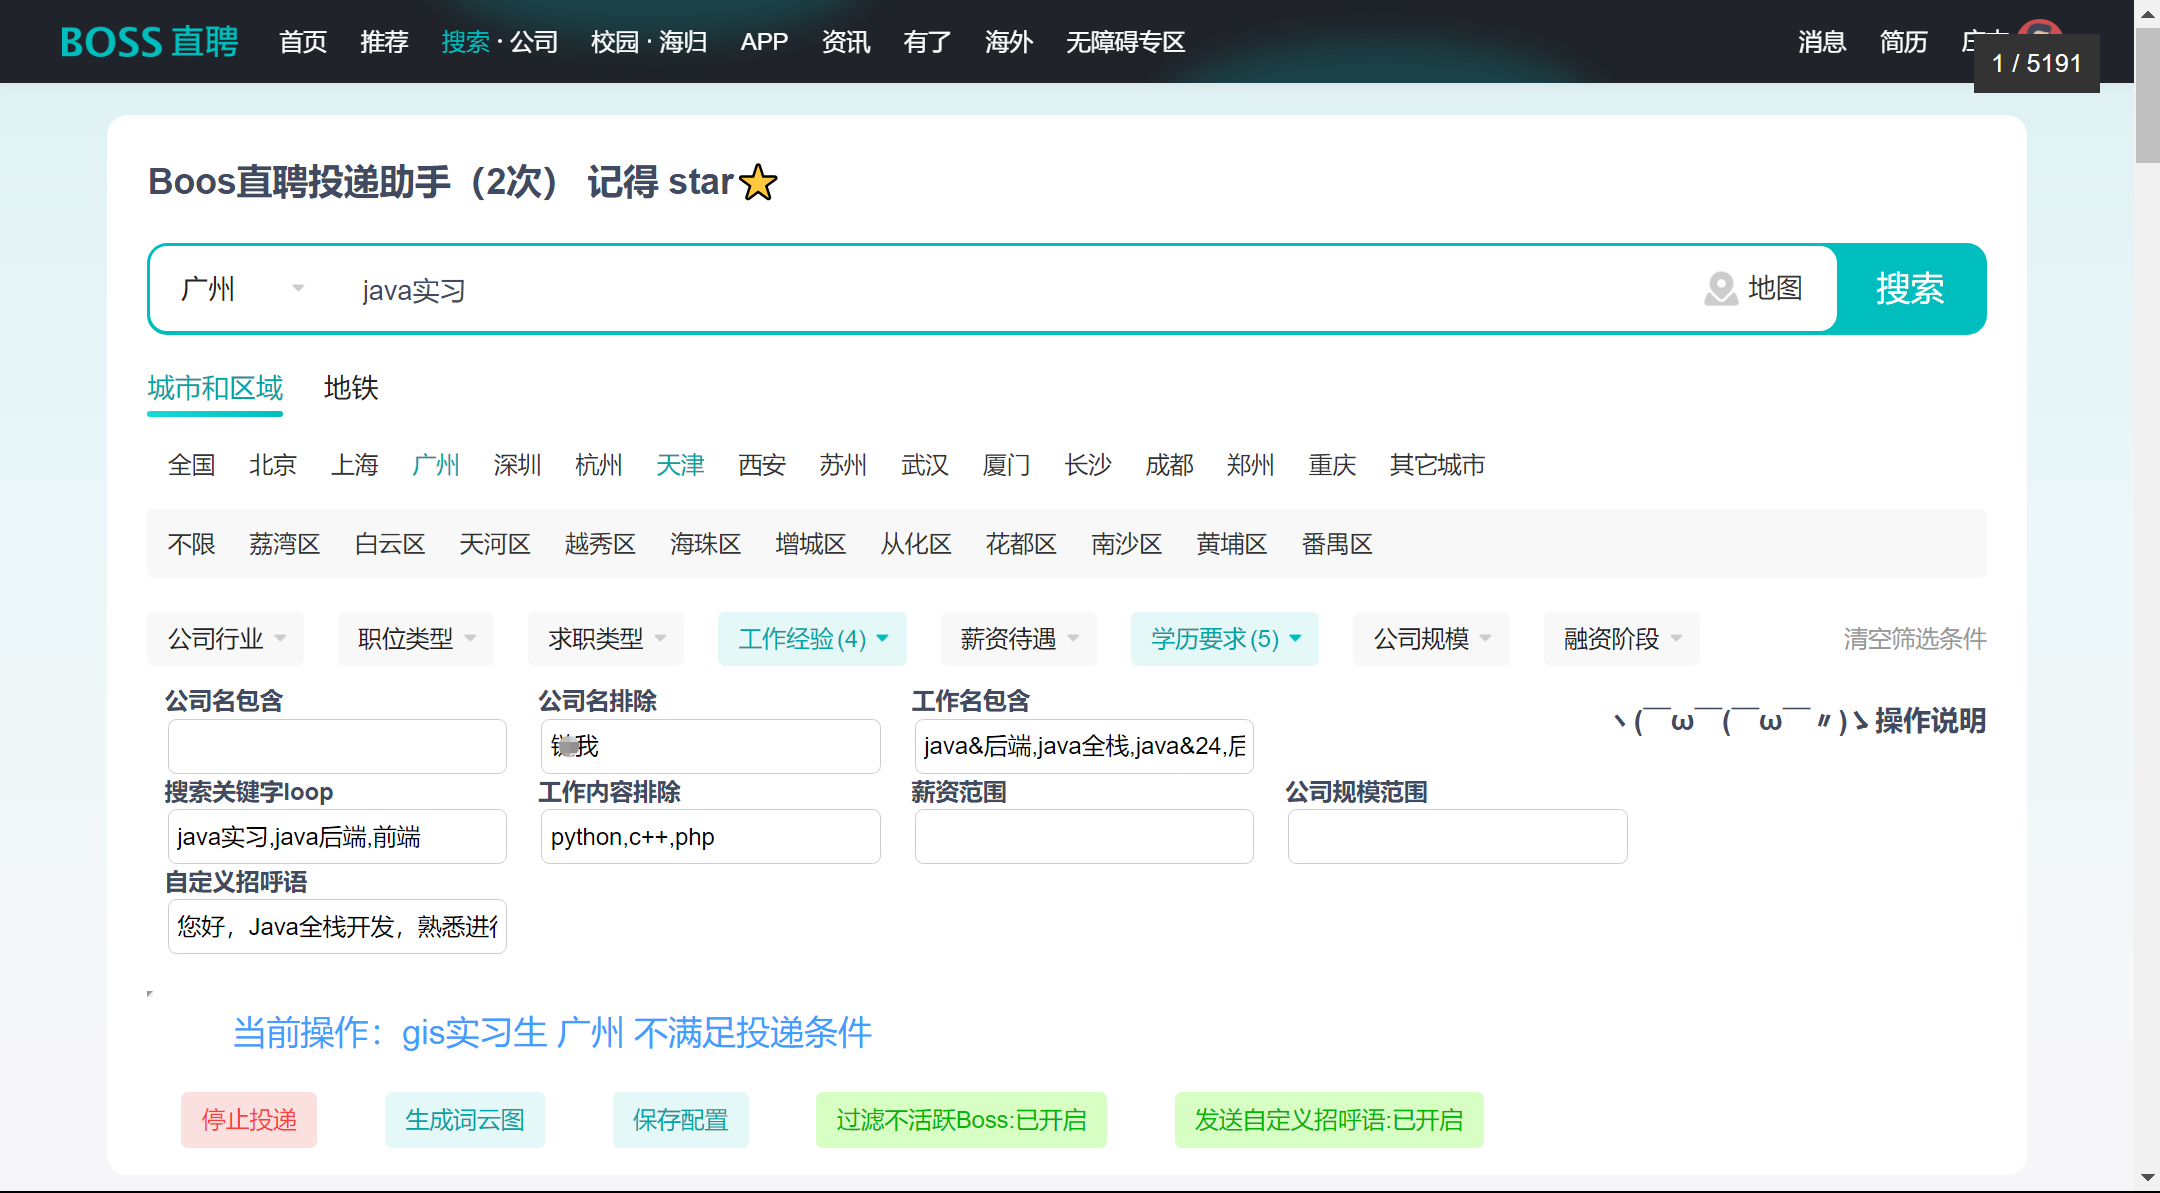 BOSS 直聘 首页 推荐 搜索 · 公司 校园 · 海归 APP 资讯 有了 海外 无障碍专区 消息 简历
1 / 5191
Boos直聘投递助手（2次） 记得 star⭐
广州 java实习 地图 搜索
城市和区域 地铁
全国 北京 上海 广州 深圳 杭州 天津 西安 苏州 武汉 厦门 长沙 成都 郑州 重庆 其它城市
不限 荔湾区 白云区 天河区 越秀区 海珠区 增城区 从化区 花都区 南沙区 黄埔区 番禺区
公司行业 职位类型 求职类型 工作经验(4) 薪资待遇 学历要求(5) 公司规模 融资阶段 清空筛选条件
公司名包含 公司名排除 工作名包含 ヽ(￣ω￣(￣ω￣〃)ゝ操作说明
我 java&后端,java全栈,java&24,后
搜索关键字loop 工作内容排除 薪资范围 公司规模范围
java实习,java后端,前端 python,c++,php
自定义招呼语
您好，Java全栈开发，熟悉进行
当前操作：gis实习生 广州 不满足投递条件
停止投递 生成词云图 保存配置 过滤不活跃Boss:已开启 发送自定义招呼语:已开启